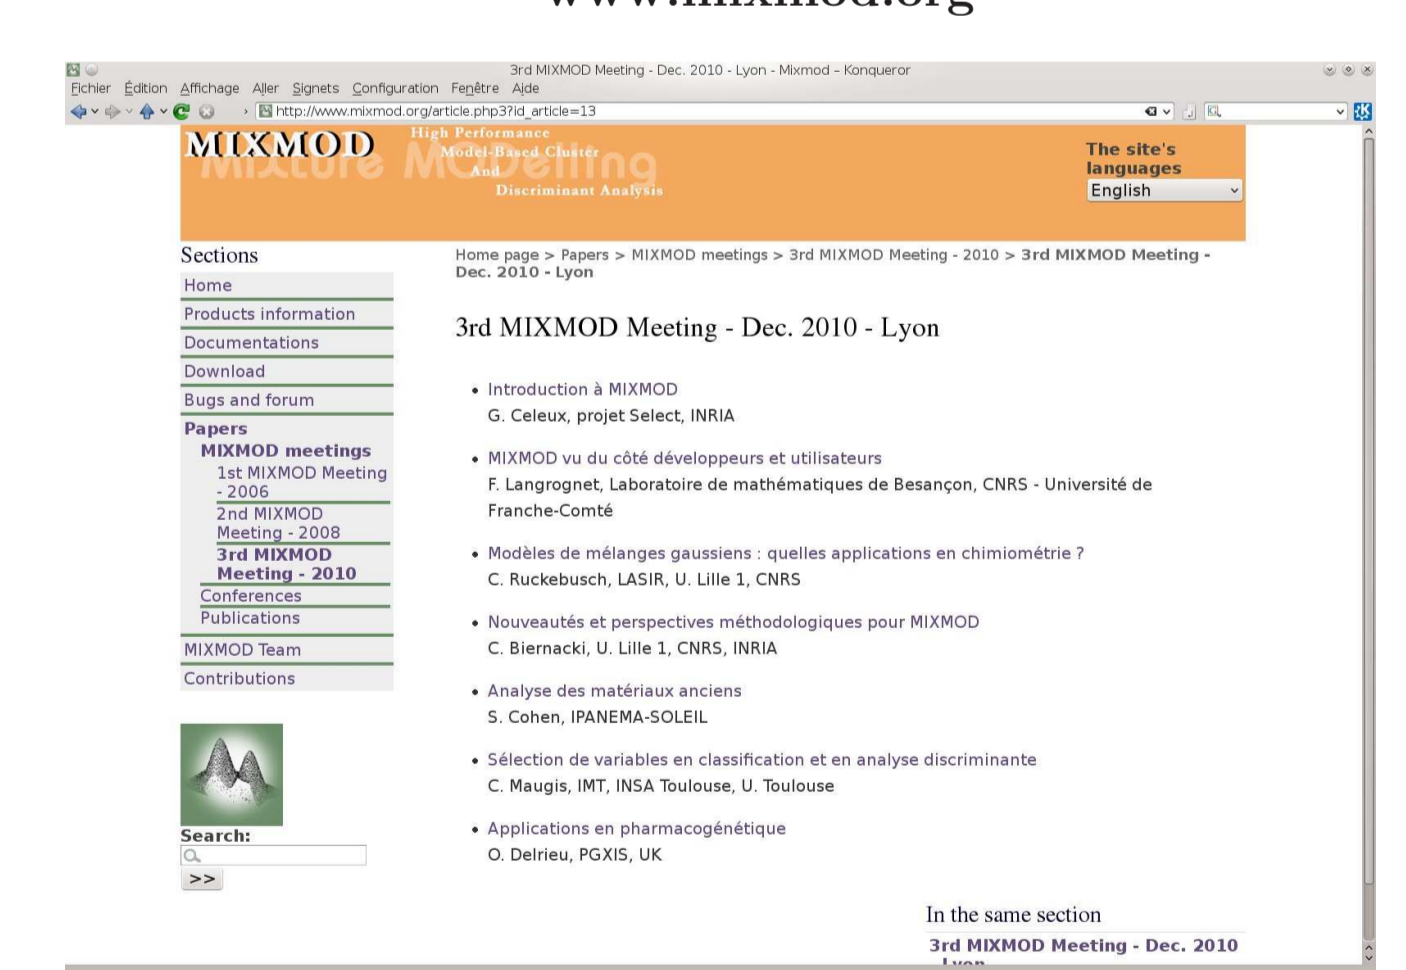 www.mixmod.org
3rd MIXMOD Meeting - Dec. 2010 - Lyon - Mixmod – Konqueror
Fichier Édition Affichage Aller Signets Configuration Fenêtre Aide
http://www.mixmod.org/article.php3?id_article=13
MIXMOD
Mixture MODelling
High Performance
Model-Based Cluster
And
Discriminant Analysis
The site's
languages
English
Sections
Home
Products information
Documentations
Download
Bugs and forum
Papers
MIXMOD meetings
1st MIXMOD Meeting
- 2006
2nd MIXMOD
Meeting - 2008
3rd MIXMOD
Meeting - 2010
Conferences
Publications
MIXMOD Team
Contributions
Search:
>>
Home page > Papers > MIXMOD meetings > 3rd MIXMOD Meeting - 2010 > 3rd MIXMOD Meeting -
Dec. 2010 - Lyon
3rd MIXMOD Meeting - Dec. 2010 - Lyon
• Introduction à MIXMOD
G. Celeux, projet Select, INRIA
• MIXMOD vu du côté développeurs et utilisateurs
F. Langrognet, Laboratoire de mathématiques de Besançon, CNRS - Université de
Franche-Comté
• Modèles de mélanges gaussiens : quelles applications en chimiométrie ?
C. Ruckebusch, LASIR, U. Lille 1, CNRS
• Nouveautés et perspectives méthodologiques pour MIXMOD
C. Biernacki, U. Lille 1, CNRS, INRIA
• Analyse des matériaux anciens
S. Cohen, IPANEMA-SOLEIL
• Sélection de variables en classification et en analyse discriminante
C. Maugis, IMT, INSA Toulouse, U. Toulouse
• Applications en pharmacogénétique
O. Delrieu, PGXIS, UK
In the same section
3rd MIXMOD Meeting - Dec. 2010
- Lyon